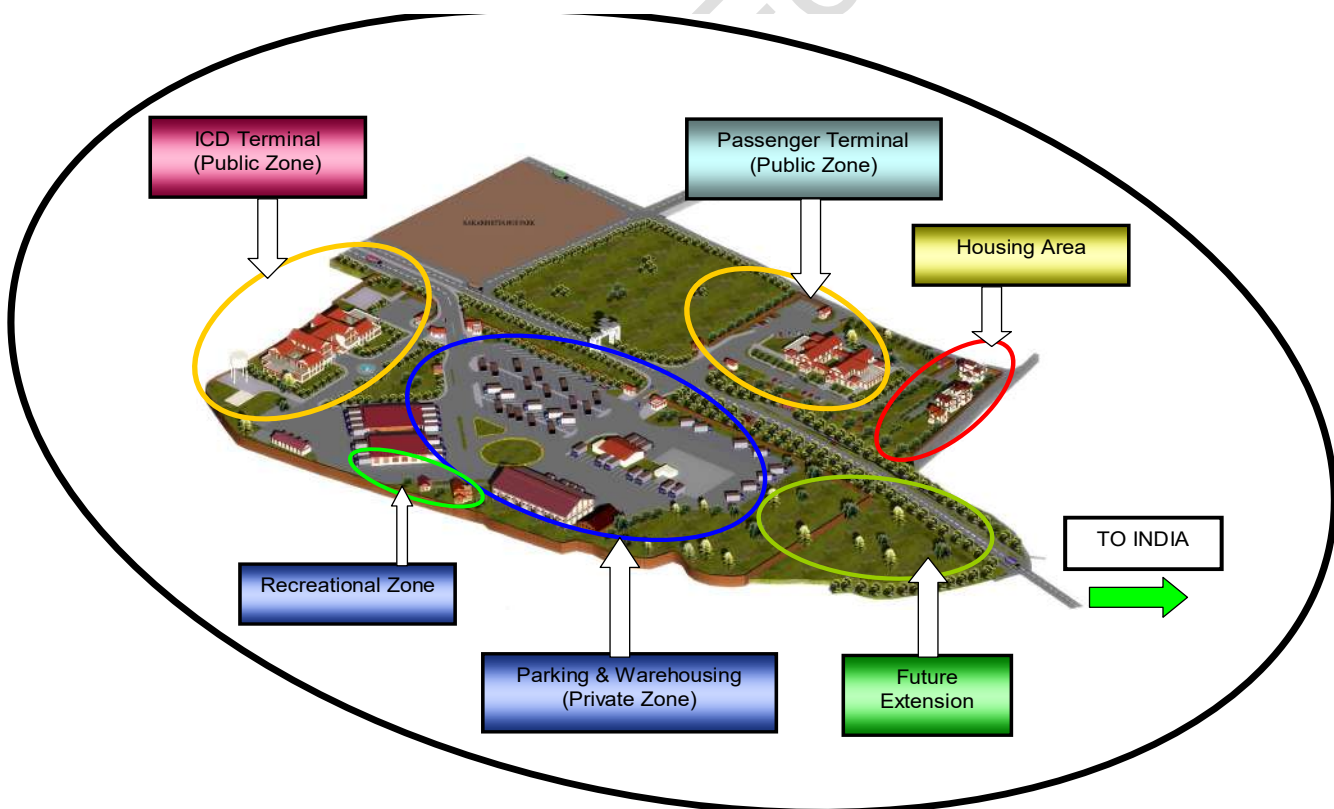 ICD Terminal
(Public Zone)
Passenger Terminal
(Public Zone)
Housing Area
TO INDIA
Recreational Zone
Parking & Warehousing
(Private Zone)
Future
Extension